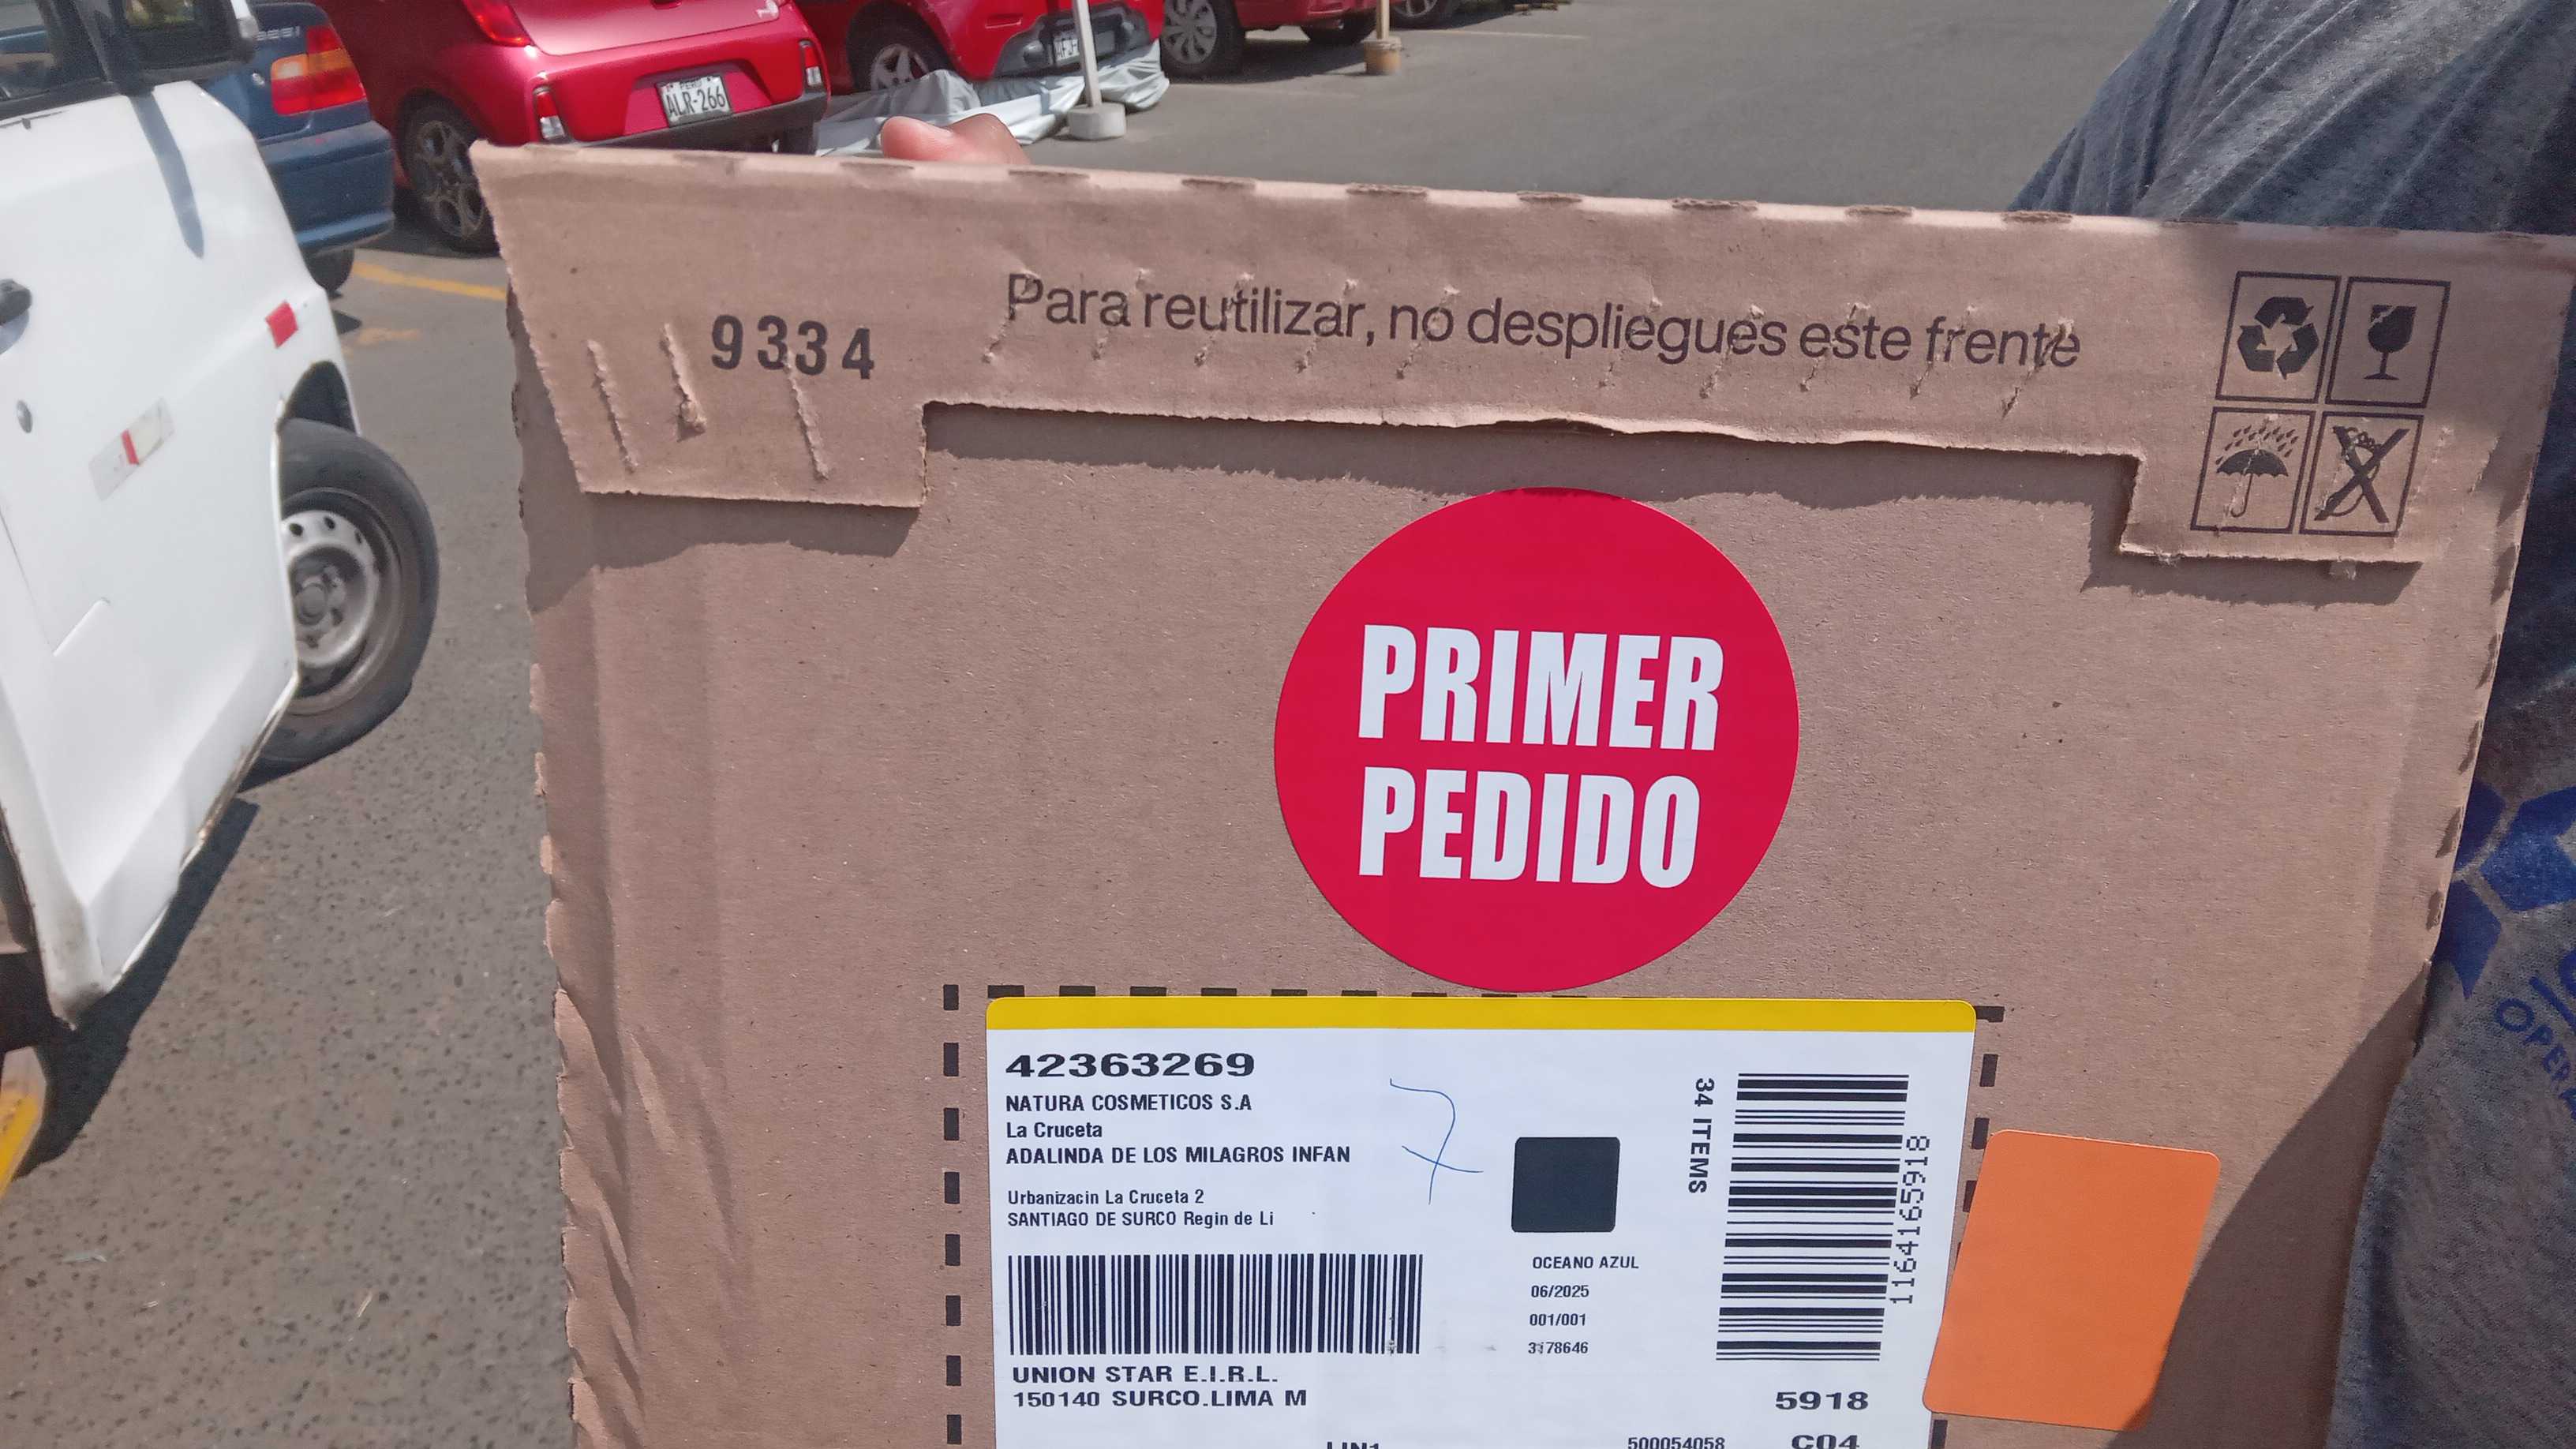 PERU
ALR-266
9334
Para reutilizar, no despliegues este frente
PRIMER
PEDIDO
42363269
NATURA COSMETICOS S.A
La Cruceta
ADALINDA DE LOS MILAGROS INFAN
Urbanizacin La Cruceta 2
SANTIAGO DE SURCO Regin de Li
7
34 ITEMS
1164165918
OCEANO AZUL
06/2025
001/001
3178646
UNION STAR E.I.R.L.
150140 SURCO.LIMA M
5918
500054058
C04